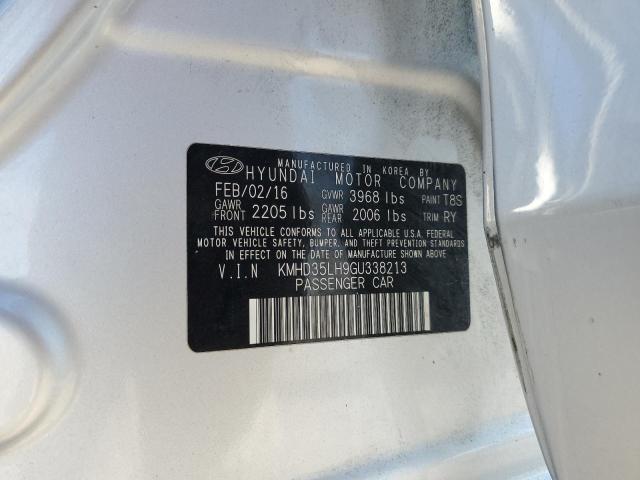 MANUFACTURED IN KOREA BY
HYUNDAI MOTOR COMPANY
FEB/02/16 GVWR 3968 lbs PAINT T8S
GAWR FRONT 2205 lbs GAWR REAR 2006 lbs TRIM RY
THIS VEHICLE CONFORMS TO ALL APPLICABLE U.S.A. FEDERAL
MOTOR VEHICLE SAFETY, BUMPER, AND THEFT PREVENTION STANDARDS
IN EFFECT ON THE DATE OF MANUFACTURE SHOWN ABOVE.
V.I.N KMHD35LH9GU338213
PASSENGER CAR